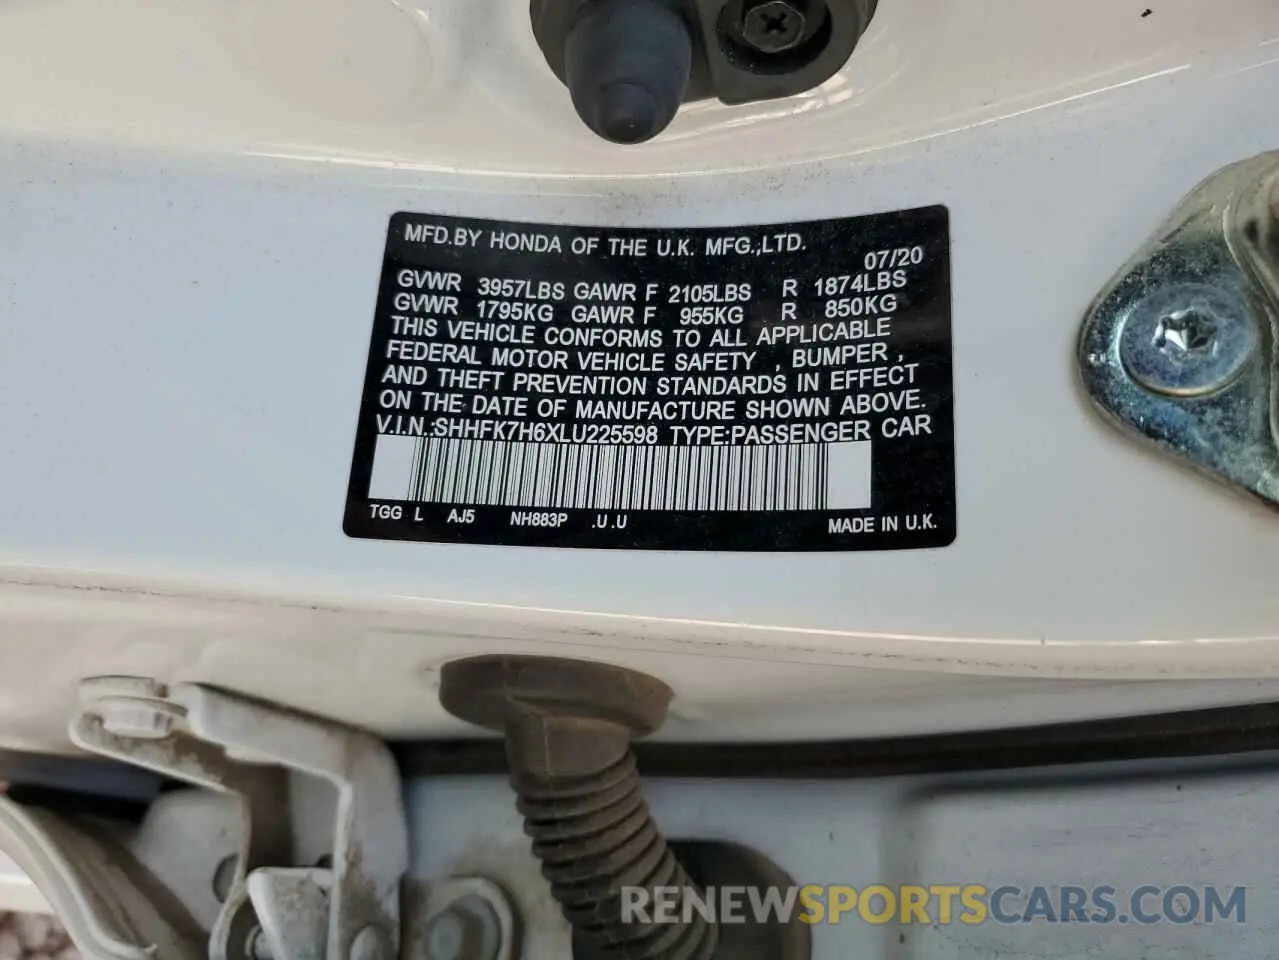 MFD.BY HONDA OF THE U.K. MFG.,LTD.
07/20
GVWR 3957LBS GAWR F 2105LBS R 1874LBS
GVWR 1795KG GAWR F 955KG R 850KG
THIS VEHICLE CONFORMS TO ALL APPLICABLE
FEDERAL MOTOR VEHICLE SAFETY , BUMPER ,
AND THEFT PREVENTION STANDARDS IN EFFECT
ON THE DATE OF MANUFACTURE SHOWN ABOVE.
V.I.N.:SHHFK7H6XLU225598 TYPE:PASSENGER CAR
TGG L AJ5 NH883P .U.U MADE IN U.K.
RENEWSPORTSCARS.COM